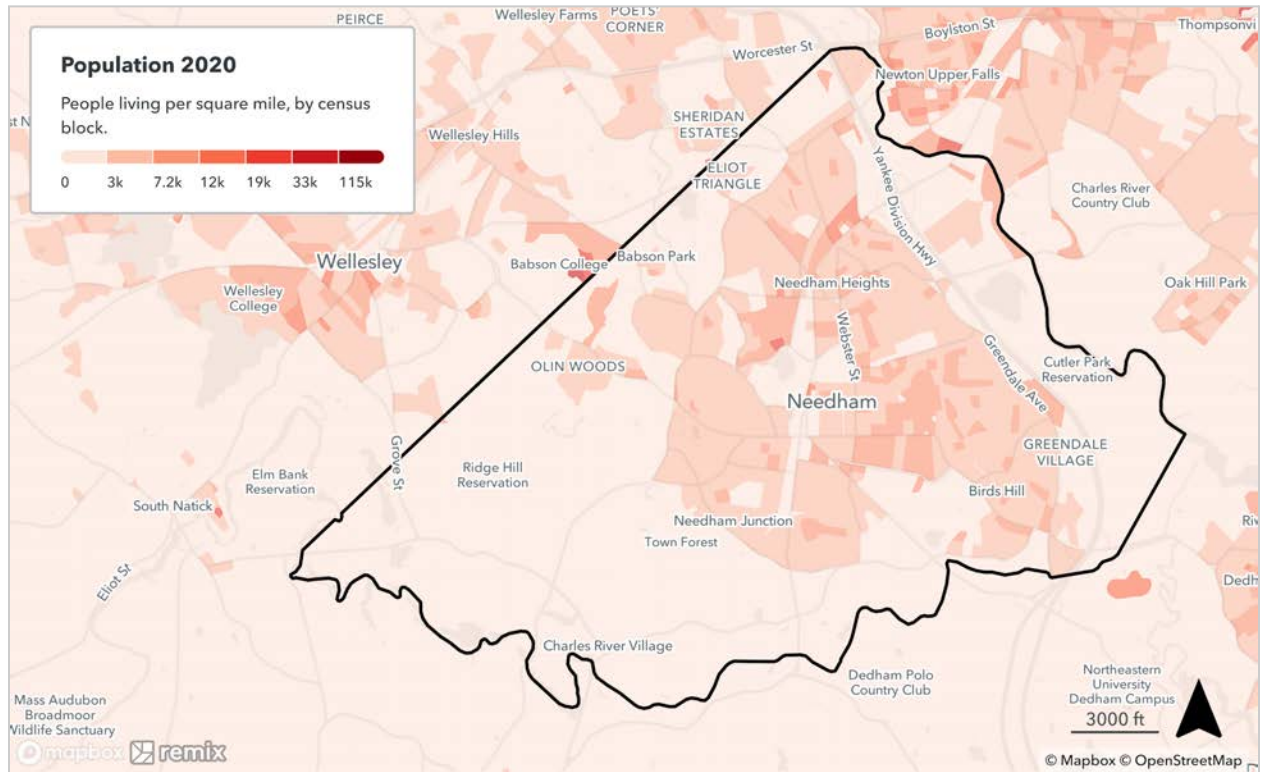 PEIRCE
Wellesley Farms
POETS'
CORNER
Boylston St
Thompsonvi
Worcester St
Population 2020
People living per square mile, by census
block.
0 3k 7.2k 12k 19k 33k 115k
Newton Upper Falls
st N
SHERIDAN
ESTATES
Wellesley Hills
ELIOT
TRIANGLE
Yankee Division Hwy
Charles River
Country Club
Wellesley
Babson College
Babson Park
Wellesley
College
Needham Heights
Oak Hill Park
Webster St
Greendale Ave
OLIN WOODS
Cutler Park
Reservation
Needham
Grove St
GREENDALE
VILLAGE
Elm Bank
Reservation
Ridge Hill
Reservation
Birds Hill
South Natick
Needham Junction
Riv
Town Forest
Eliot St
Dedh
Charles River Village
Dedham Polo
Country Club
Northeastern
University
Dedham Campus
Mass Audubon
Broadmoor
Wildlife Sanctuary
3000 ft
mapbox remix
© Mapbox © OpenStreetMap